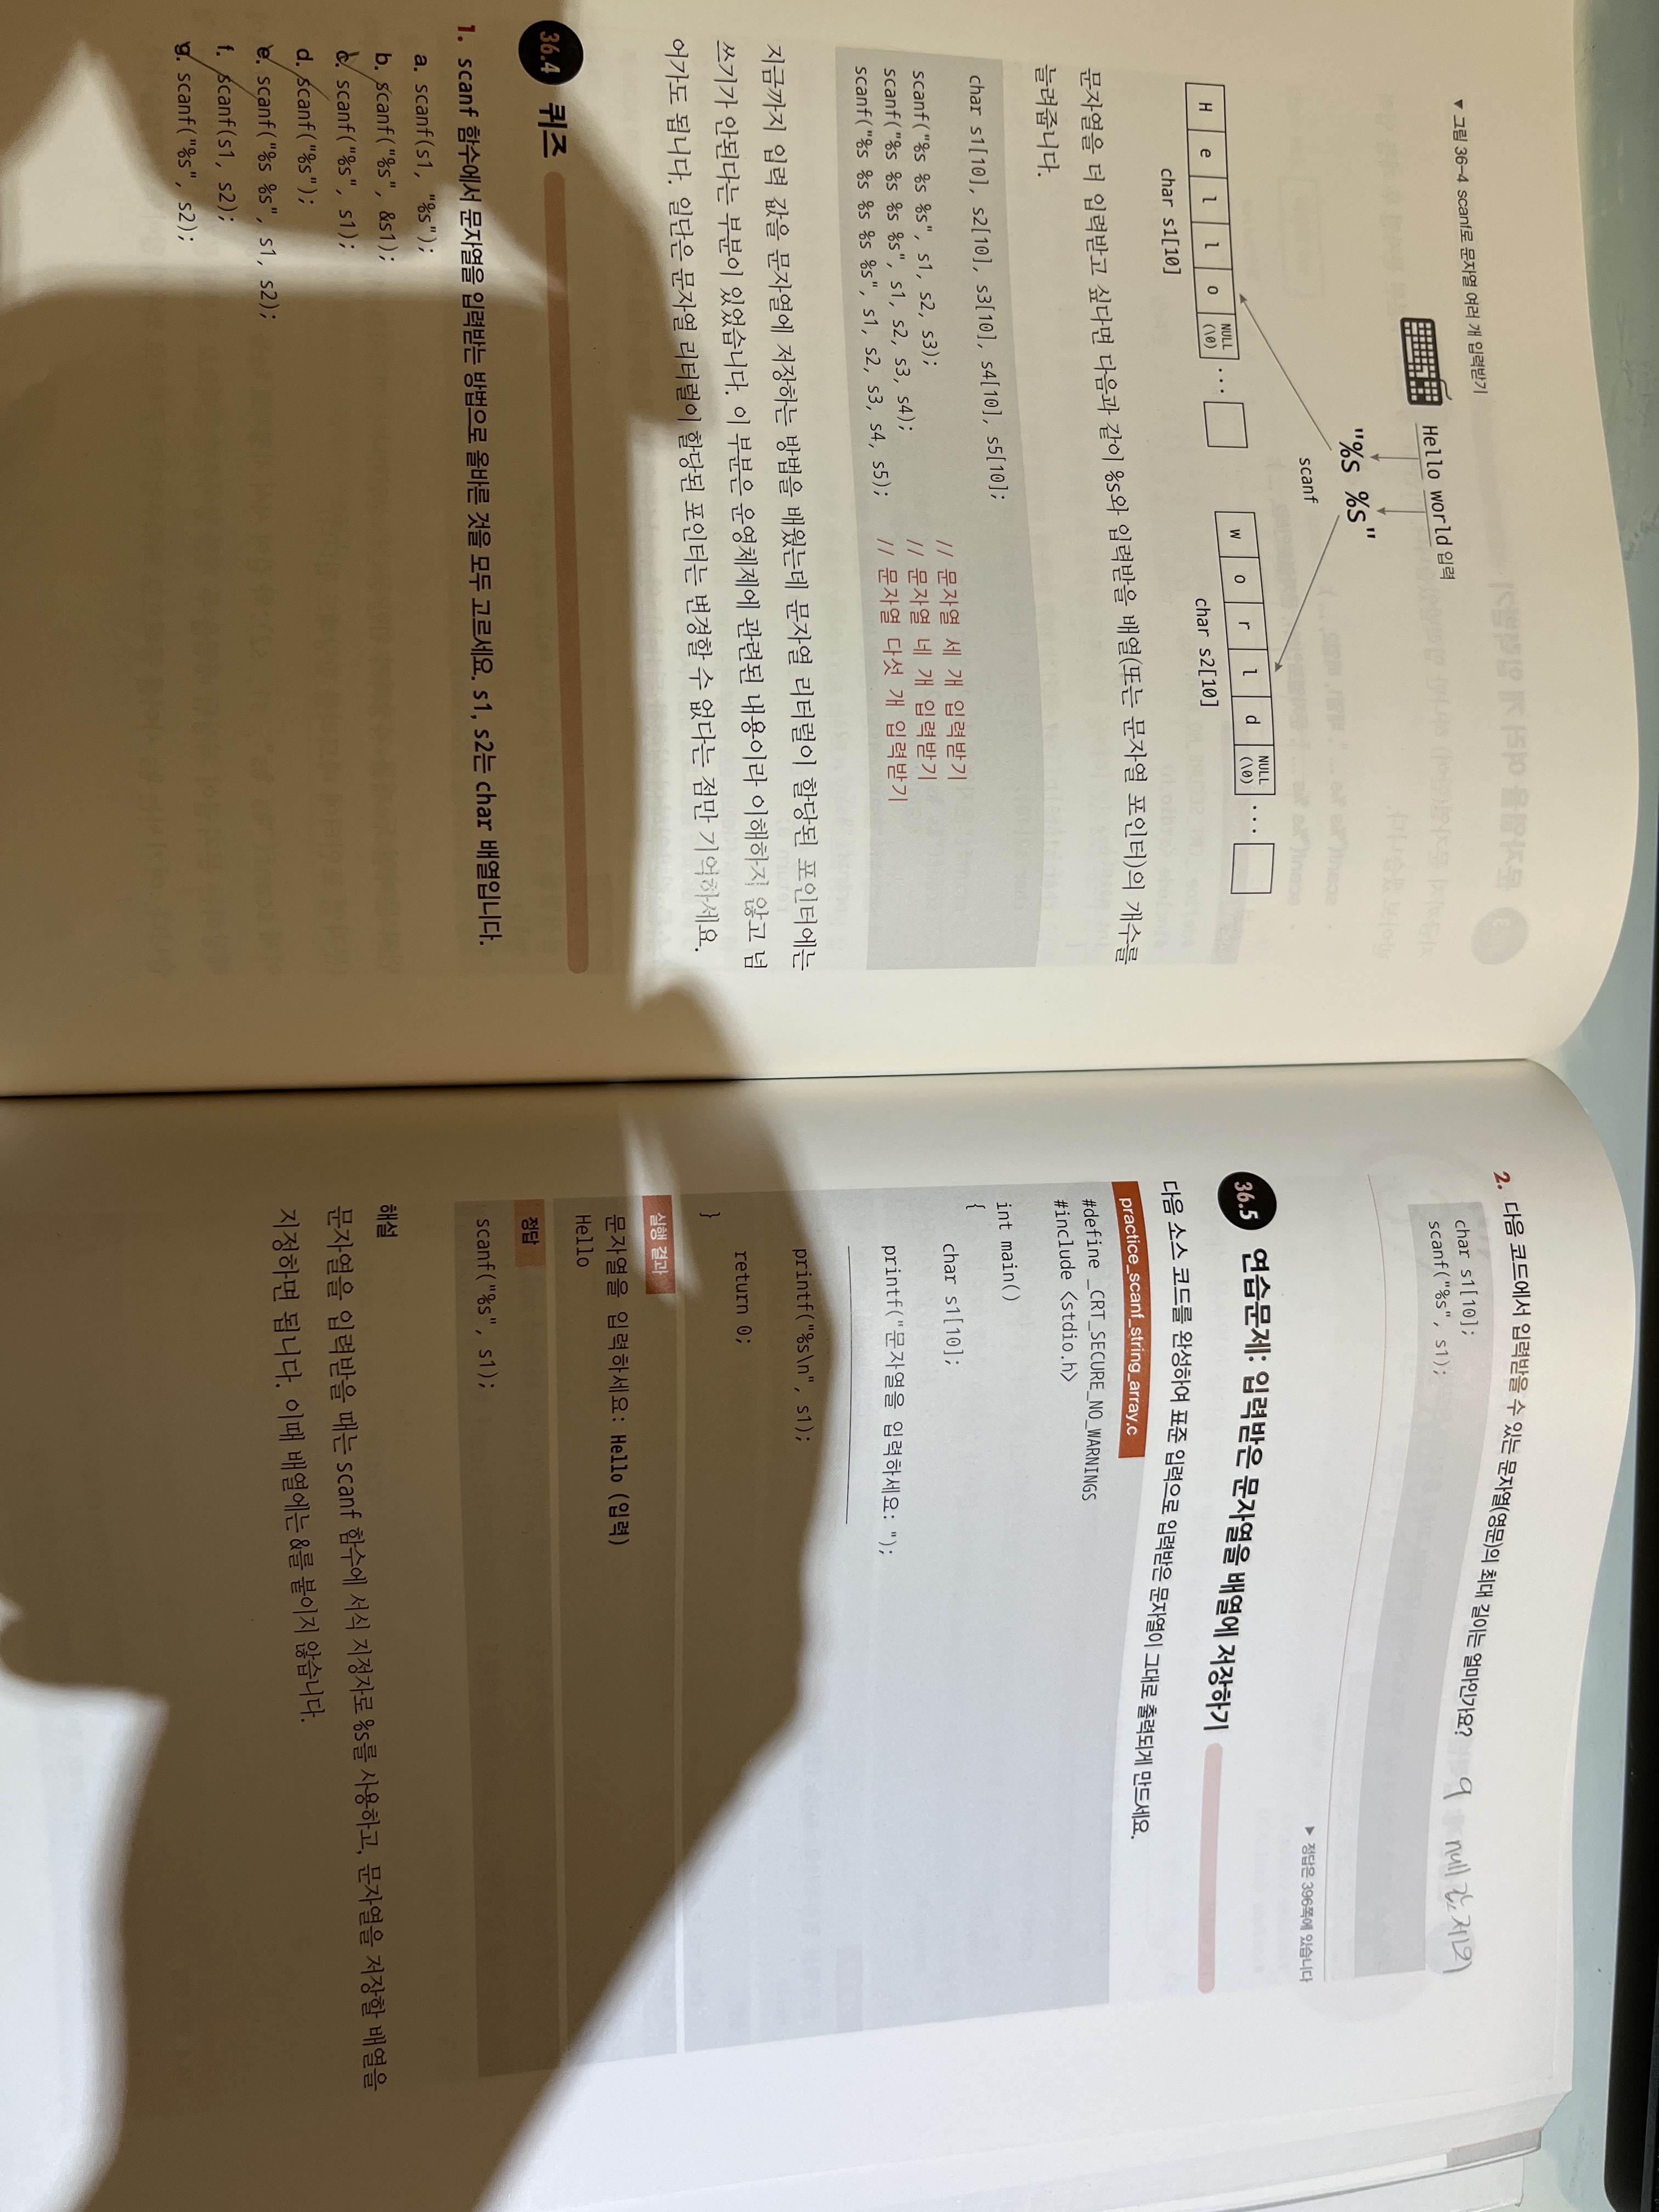 ▼ 그림 36-4 scanf로 문자열 여러 개 입력받기
Hello world 입력
"%s %s"
scanf
H e l l o NULL (\0) ...
w o r l d NULL (\0) ...
char s1[10]
char s2[10]
문자열을 더 입력받고 싶다면 다음과 같이 %s와 입력받을 배열(또는 문자열 포인터)의 개수를
늘려줍니다.
char s1[10], s2[10], s3[10], s4[10], s5[10];
scanf("%s %s %s", s1, s2, s3); // 문자열 세 개 입력받기
scanf("%s %s %s %s", s1, s2, s3, s4); // 문자열 네 개 입력받기
scanf("%s %s %s %s %s", s1, s2, s3, s4, s5); // 문자열 다섯 개 입력받기
지금까지 입력 값을 문자열에 저장하는 방법을 배웠는데 문자열 리터럴이 할당된 포인터에는
쓰기가 안된다는 부분이 있었습니다. 이 부분은 운영체제에 관련된 내용이라 이해하지 않고 넘
어가도 됩니다. 일단은 문자열 리터럴이 할당된 포인터는 변경할 수 없다는 점만 기억하세요.
36.4 퀴즈
1. scanf 함수에서 문자열을 입력받는 방법으로 올바른 것을 모두 고르세요. s1, s2는 char 배열입니다.
a. scanf(s1, "%s");
b. scanf("%s", &s1);
c. scanf("%s", s1);
d. scanf("%s");
e. scanf("%s %s", s1, s2);
f. scanf(s1, s2);
g. scanf("%s", s2);
2. 다음 코드에서 입력받을 수 있는 문자열(영문)의 최대 길이는 얼마인가요? 9 null 값 제외
char s1[10];
scanf("%s", s1);
▶ 정답은 396쪽에 있습니다
36.5 연습문제: 입력받은 문자열을 배열에 저장하기
다음 소스 코드를 완성하여 표준 입력으로 입력받은 문자열이 그대로 출력되게 만드세요.
practice_scanf_string_array.c
#define _CRT_SECURE_NO_WARNINGS
#include <stdio.h>
int main()
{
char s1[10];
printf("문자열을 입력하세요: ");
printf("%s\n", s1);
return 0;
}
실행 결과
문자열을 입력하세요: Hello (입력)
Hello
정답
scanf("%s", s1);
해설
문자열을 입력받을 때는 scanf 함수에 서식 지정자로 %s를 사용하고, 문자열을 저장할 배열을
지정하면 됩니다. 이때 배열에는 &를 붙이지 않습니다.